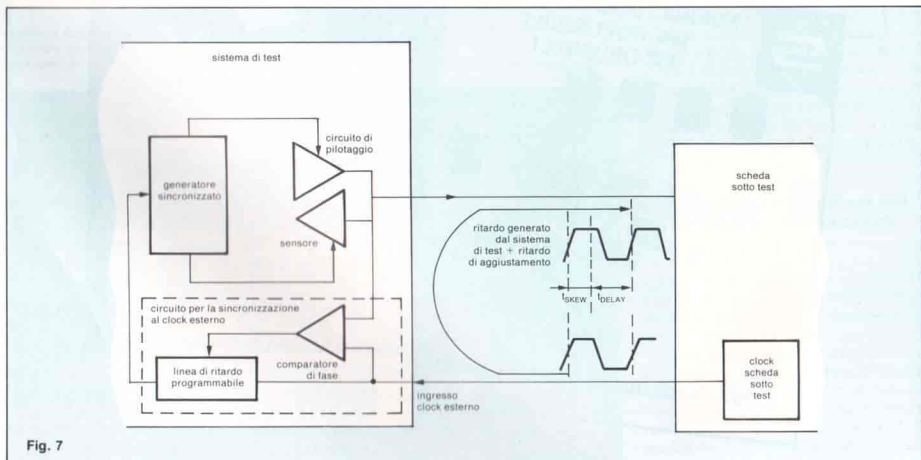 sistema di test
circuito di
pilotaggio
generatore
sincronizzato
sensore
scheda
sotto test
ritardo generato
dal sistema
di test + ritardo
di aggiustamento
tSKEW
tDELAY
circuito per la sincronizzazione
al clock esterno
linea di ritardo
programmabile
comparatore
di fase
ingresso
clock esterno
clock
scheda
sotto
test
Fig. 7